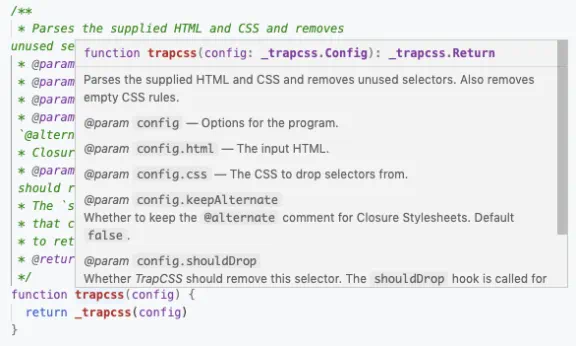 /**
* Parses the supplied HTML and CSS and removes
unused se
function trapcss(config: _trapcss.Config): _trapcss.Return
* @param
Parses the supplied HTML and CSS and removes unused selectors. Also removes
* @param
empty CSS rules.
* @param
@param config — Options for the program.
* @param
`@altern
@param config.html — The input HTML.
* Closur
@param config.css — The CSS to drop selectors from.
* @param
should r
@param config.keepAlternate
* The `s
Whether to keep the @alternate comment for Closure Stylesheets. Default
* that c
false.
* to ret
* @retur
@param config.shouldDrop
*/
Whether TrapCSS should remove this selector. The shouldDrop hook is called for
function trapcss(config) {
return _trapcss(config)
}